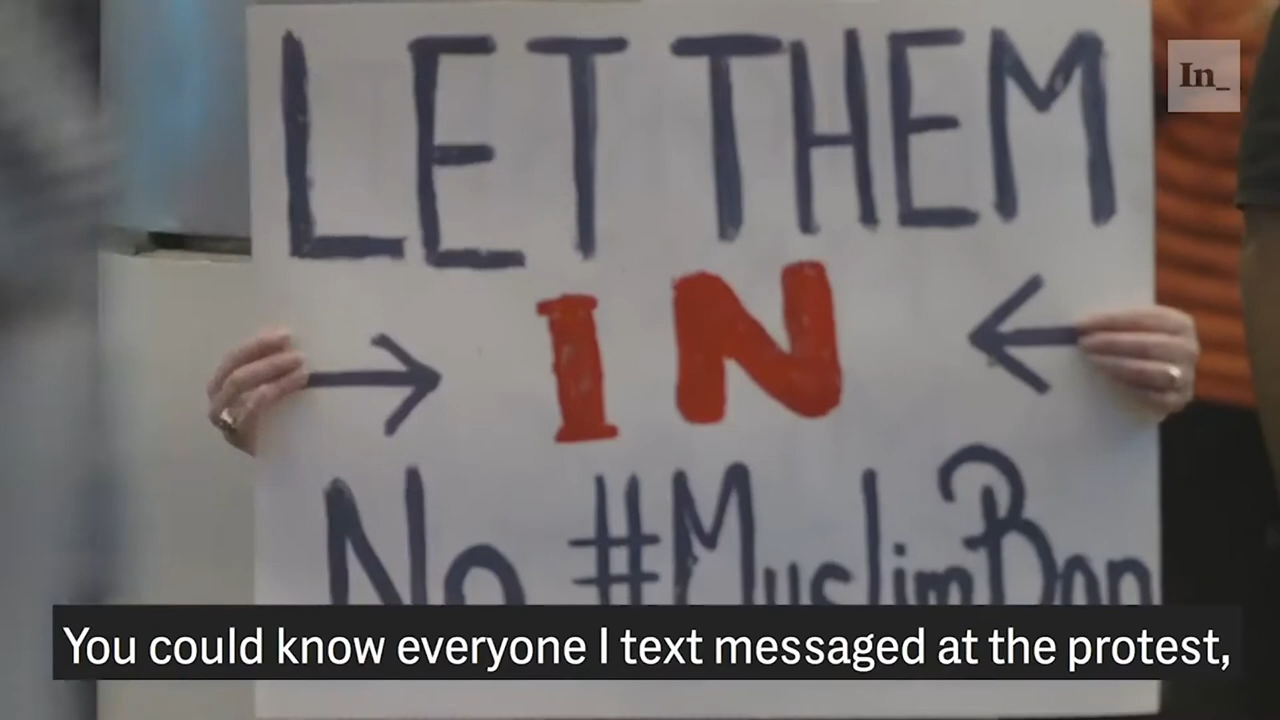 LET THEM
In_
IN
No #MuslimBan
You could know everyone I text messaged at the protest,